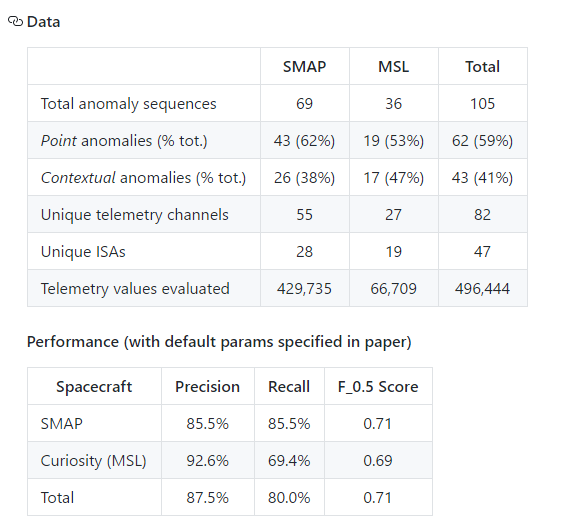 Data
SMAP MSL Total
Total anomaly sequences 69 36 105
Point anomalies (% tot.) 43 (62%) 19 (53%) 62 (59%)
Contextual anomalies (% tot.) 26 (38%) 17 (47%) 43 (41%)
Unique telemetry channels 55 27 82
Unique ISAs 28 19 47
Telemetry values evaluated 429,735 66,709 496,444
Performance (with default params specified in paper)
Spacecraft Precision Recall F_0.5 Score
SMAP 85.5% 85.5% 0.71
Curiosity (MSL) 92.6% 69.4% 0.69
Total 87.5% 80.0% 0.71